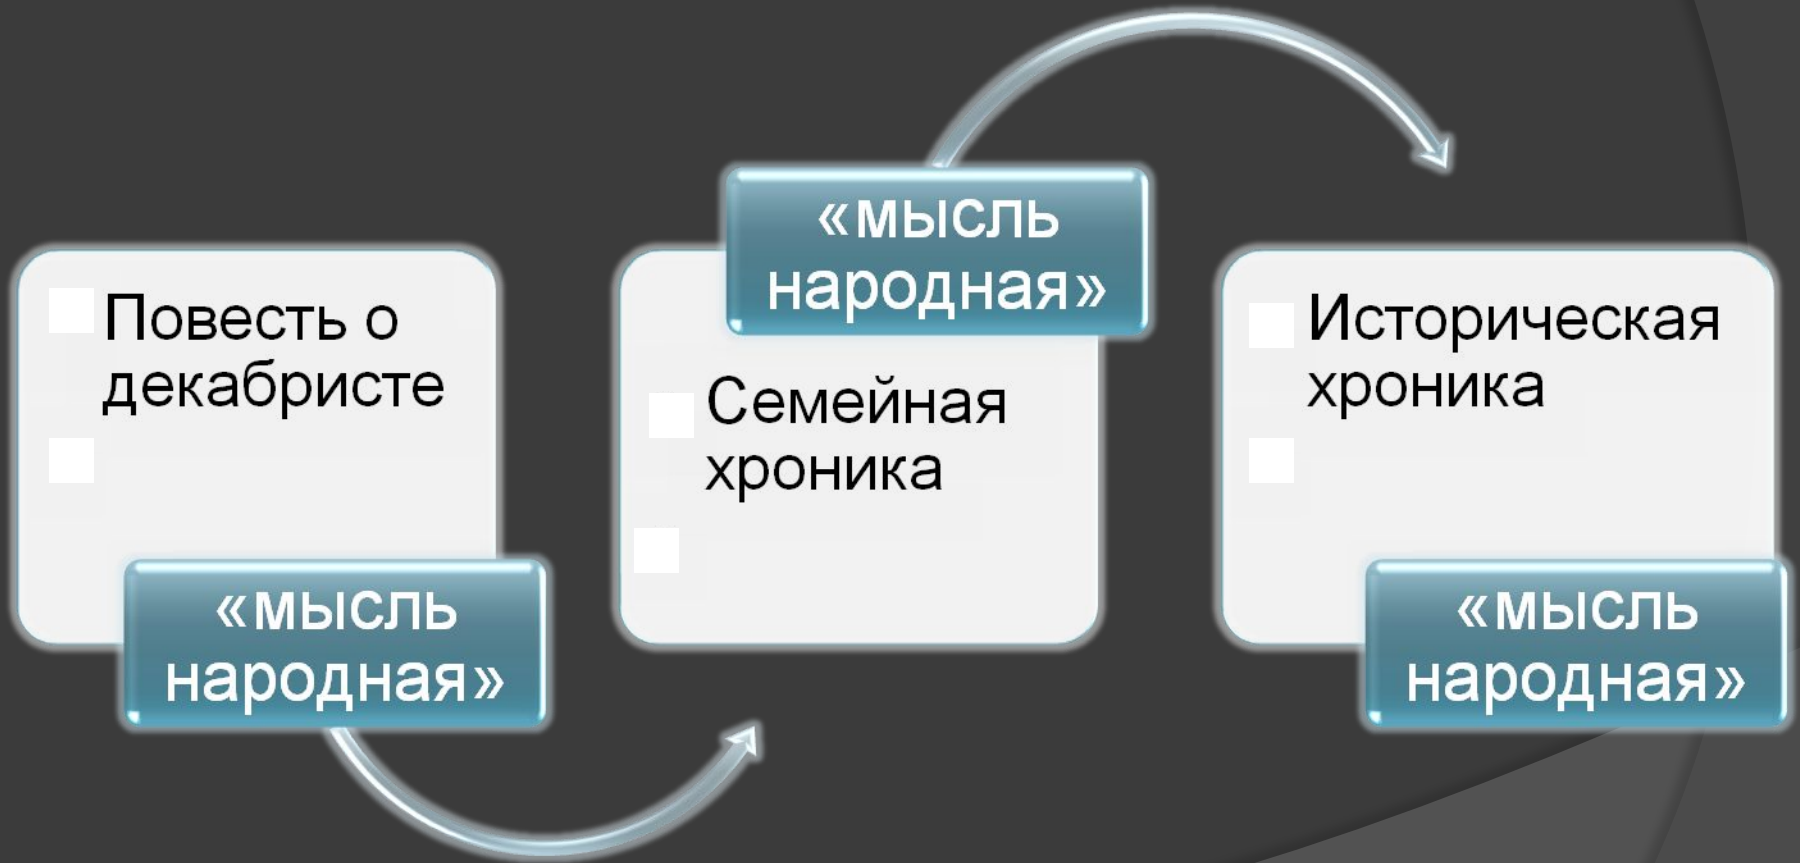 Повесть о
декабристе
«мысль
народная»
«мысль
народная»
Семейная
хроника
Историческая
хроника
«мысль
народная»